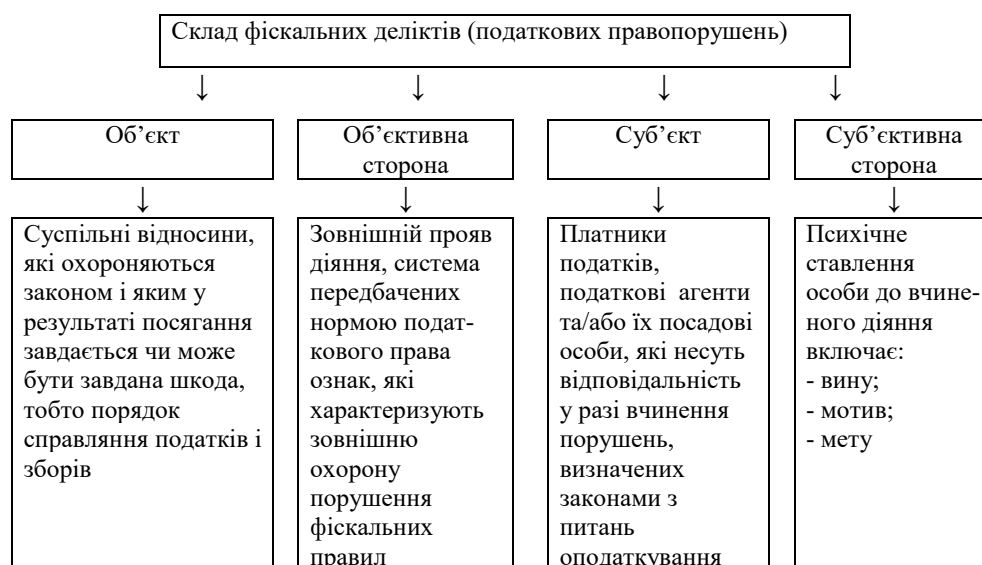 Склад фіскальних деліктів (податкових правопорушень)
↓ ↓ ↓ ↓
Об’єкт
Об’єктивна
сторона
Суб’єкт
Суб’єктивна
сторона
↓ ↓ ↓ ↓
Суспільні відносини,
які охороняються
законом і яким у
результаті посягання
завдається чи може
бути завдана шкода,
тобто порядок
справляння податків і
зборів
Зовнішній прояв
діяння, система
передбачених
нормою подат-
кового права
ознак, які
характеризують
зовнішню
охорону
порушення
фіскальних
правил
Платники
податків,
податкові агенти
та/або їх посадові
особи, які несуть
відповідальність
у разі вчинення
порушень,
визначених
законами з
питань
оподаткування
Психічне
ставлення
особи до вчине-
ного діяння
включає:
- вину;
- мотив;
- мету